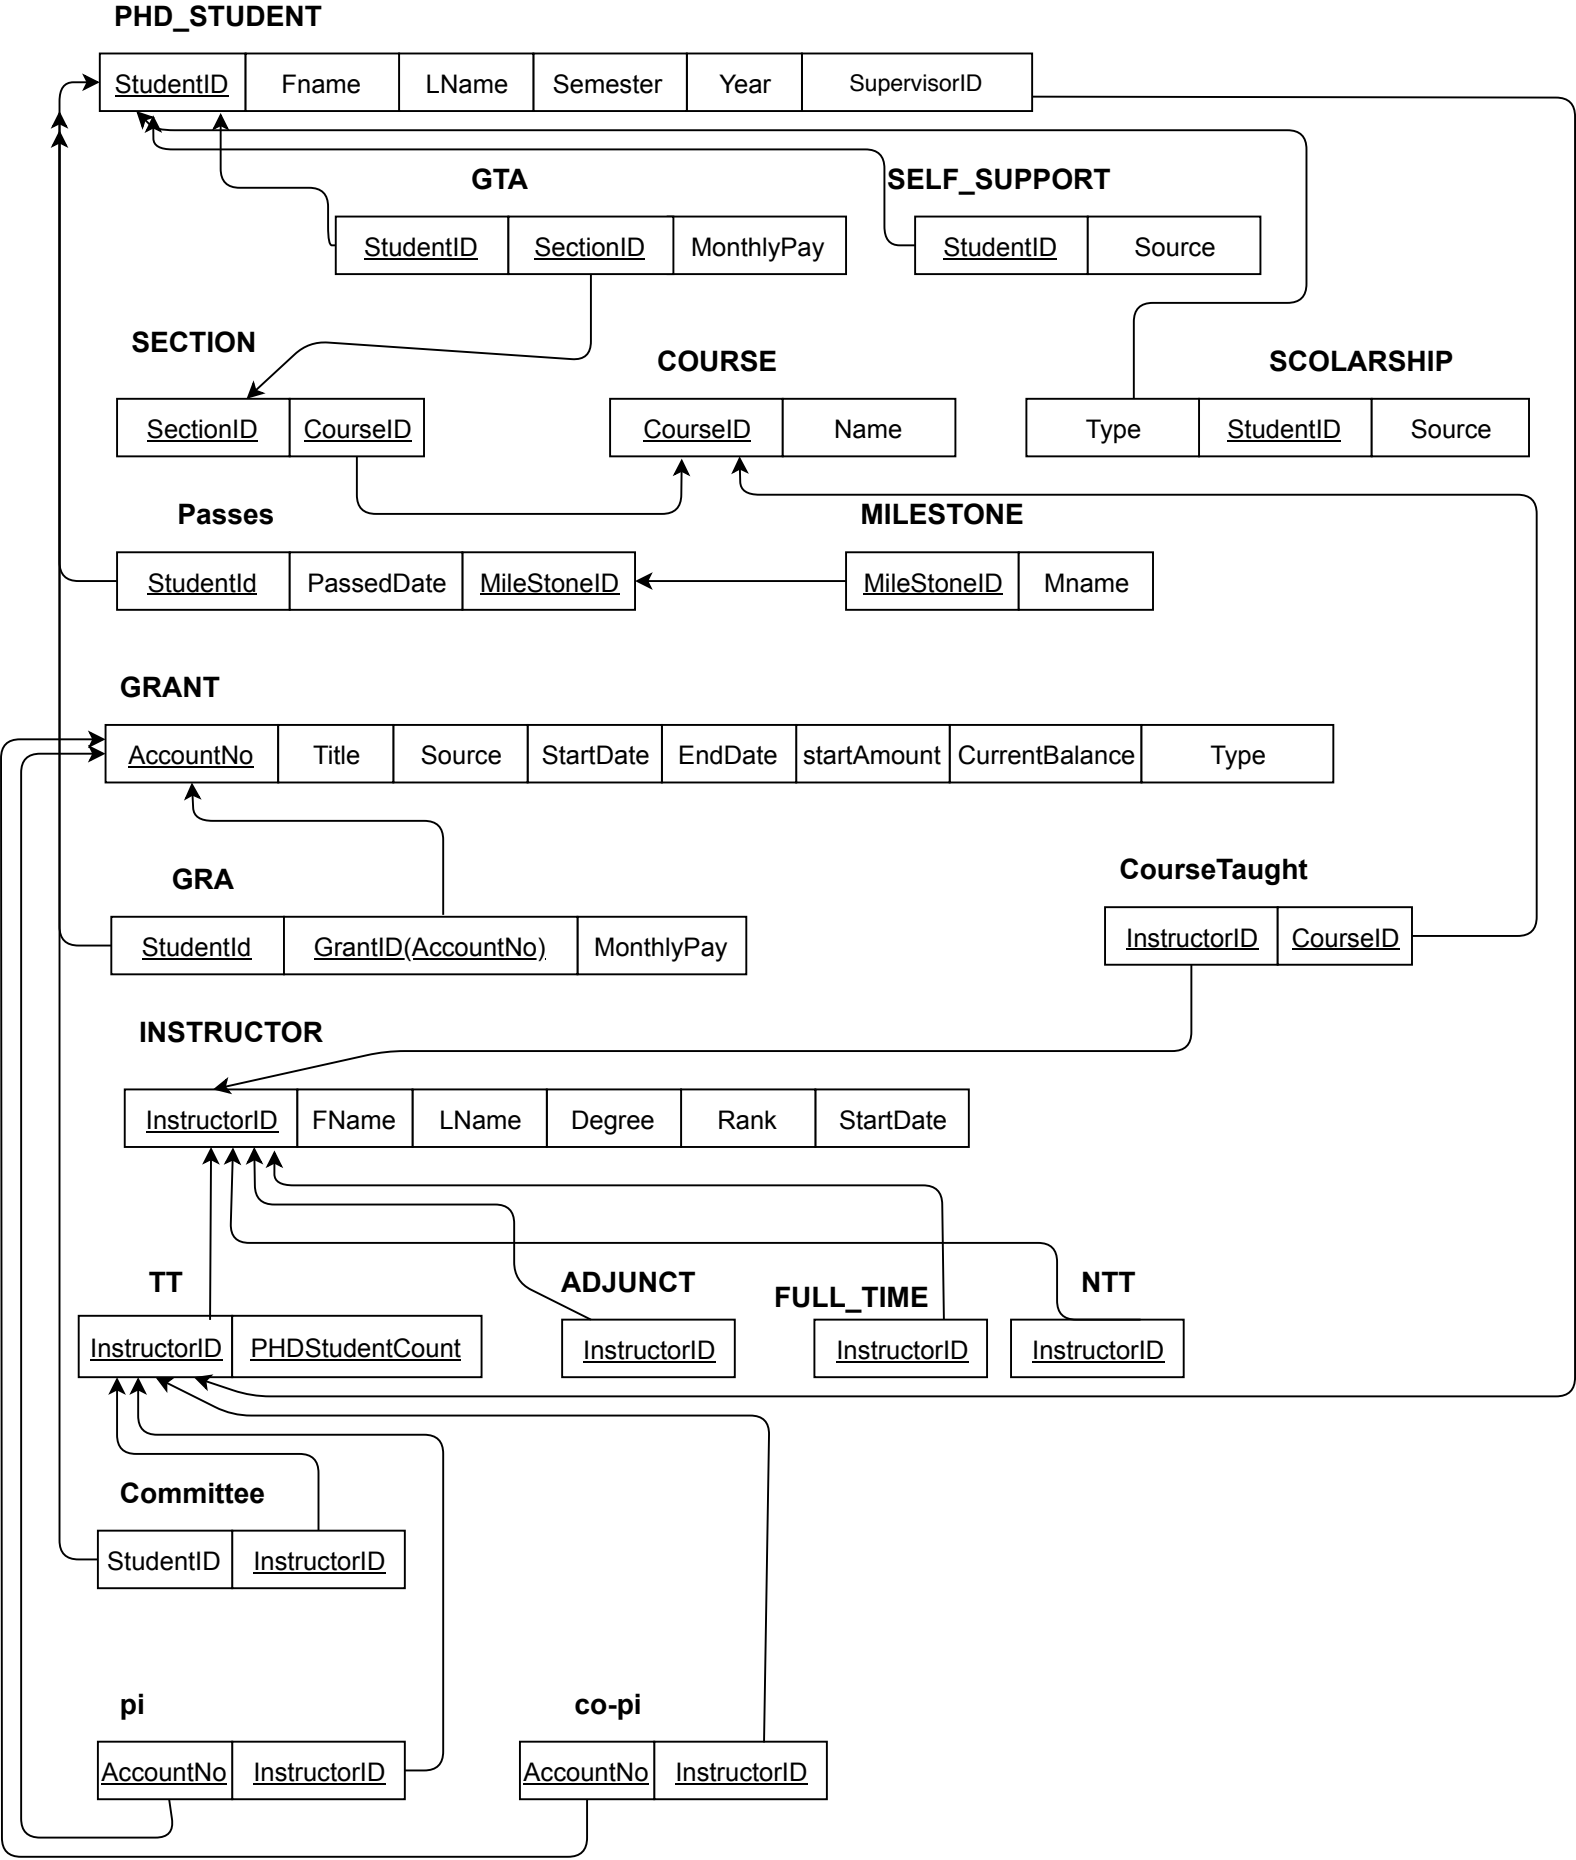 PHD_STUDENT
StudentID Fname LName Semester Year SupervisorID
GTA SELF_SUPPORT
StudentID SectionID MonthlyPay StudentID Source
SECTION COURSE SCOLARSHIP
SectionID CourseID CourseID Name Type StudentID Source
Passes MILESTONE
StudentId PassedDate MileStoneID MileStoneID Mname
GRANT
AccountNo Title Source StartDate EndDate startAmount CurrentBalance Type
GRA CourseTaught
StudentId GrantID(AccountNo) MonthlyPay InstructorID CourseID
INSTRUCTOR
InstructorID FName LName Degree Rank StartDate
TT ADJUNCT FULL_TIME NTT
InstructorID PHDStudentCount InstructorID InstructorID InstructorID
Committee
StudentID InstructorID
pi co-pi
AccountNo InstructorID AccountNo InstructorID